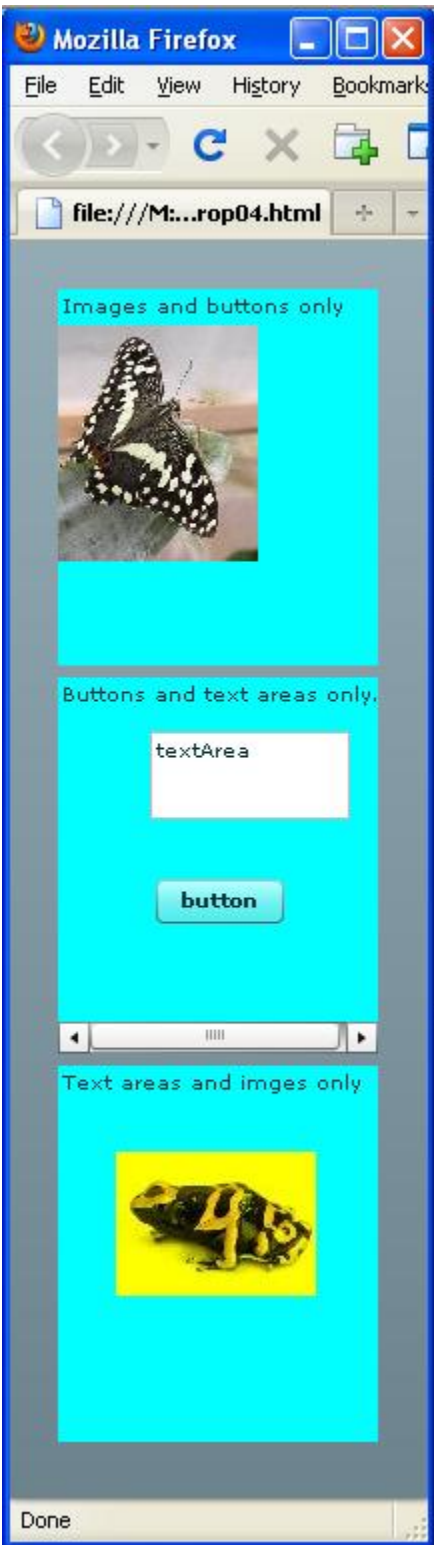 Mozilla Firefox
File Edit View History Bookmarks
file:///M:...rop04.html
Images and buttons only
Buttons and text areas only.
textArea
button
Text areas and imges only
Done